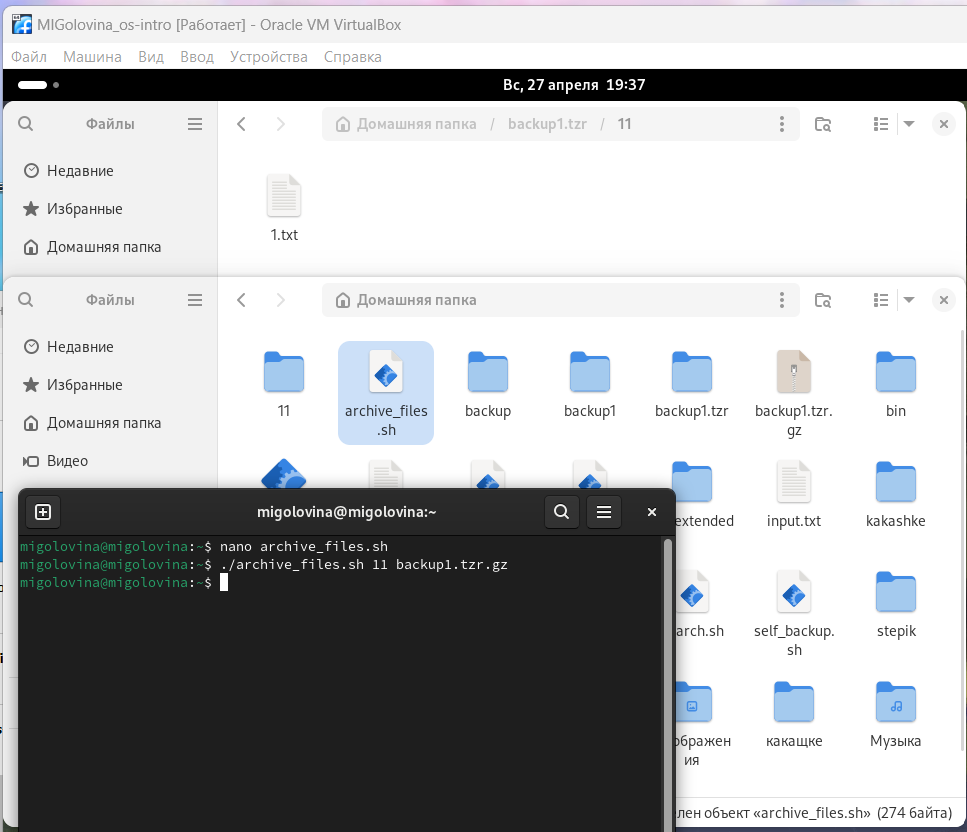 MIGolovina_os-intro [Работает] - Oracle VM VirtualBox
Файл Машина Вид Ввод Устройства Справка
Вс, 27 апреля 19:37
Файлы
Домашняя папка / backup1.tzr / 11
Недавние
Избранные
Домашняя папка
1.txt
Файлы
Домашняя папка
Недавние
Избранные
Домашняя папка
Видео
11
archive_files
.sh
backup
backup1
backup1.tzr
backup1.tzr.
gz
bin
extended
input.txt
kakashke
arch.sh
self_backup.
sh
stepik
ображен
ия
какащке
Музыка
migolovina@migolovina:~
migolovina@migolovina:~$ nano archive_files.sh
migolovina@migolovina:~$ ./archive_files.sh 11 backup1.tzr.gz
migolovina@migolovina:~$
лен объект «archive_files.sh» (274 байта)